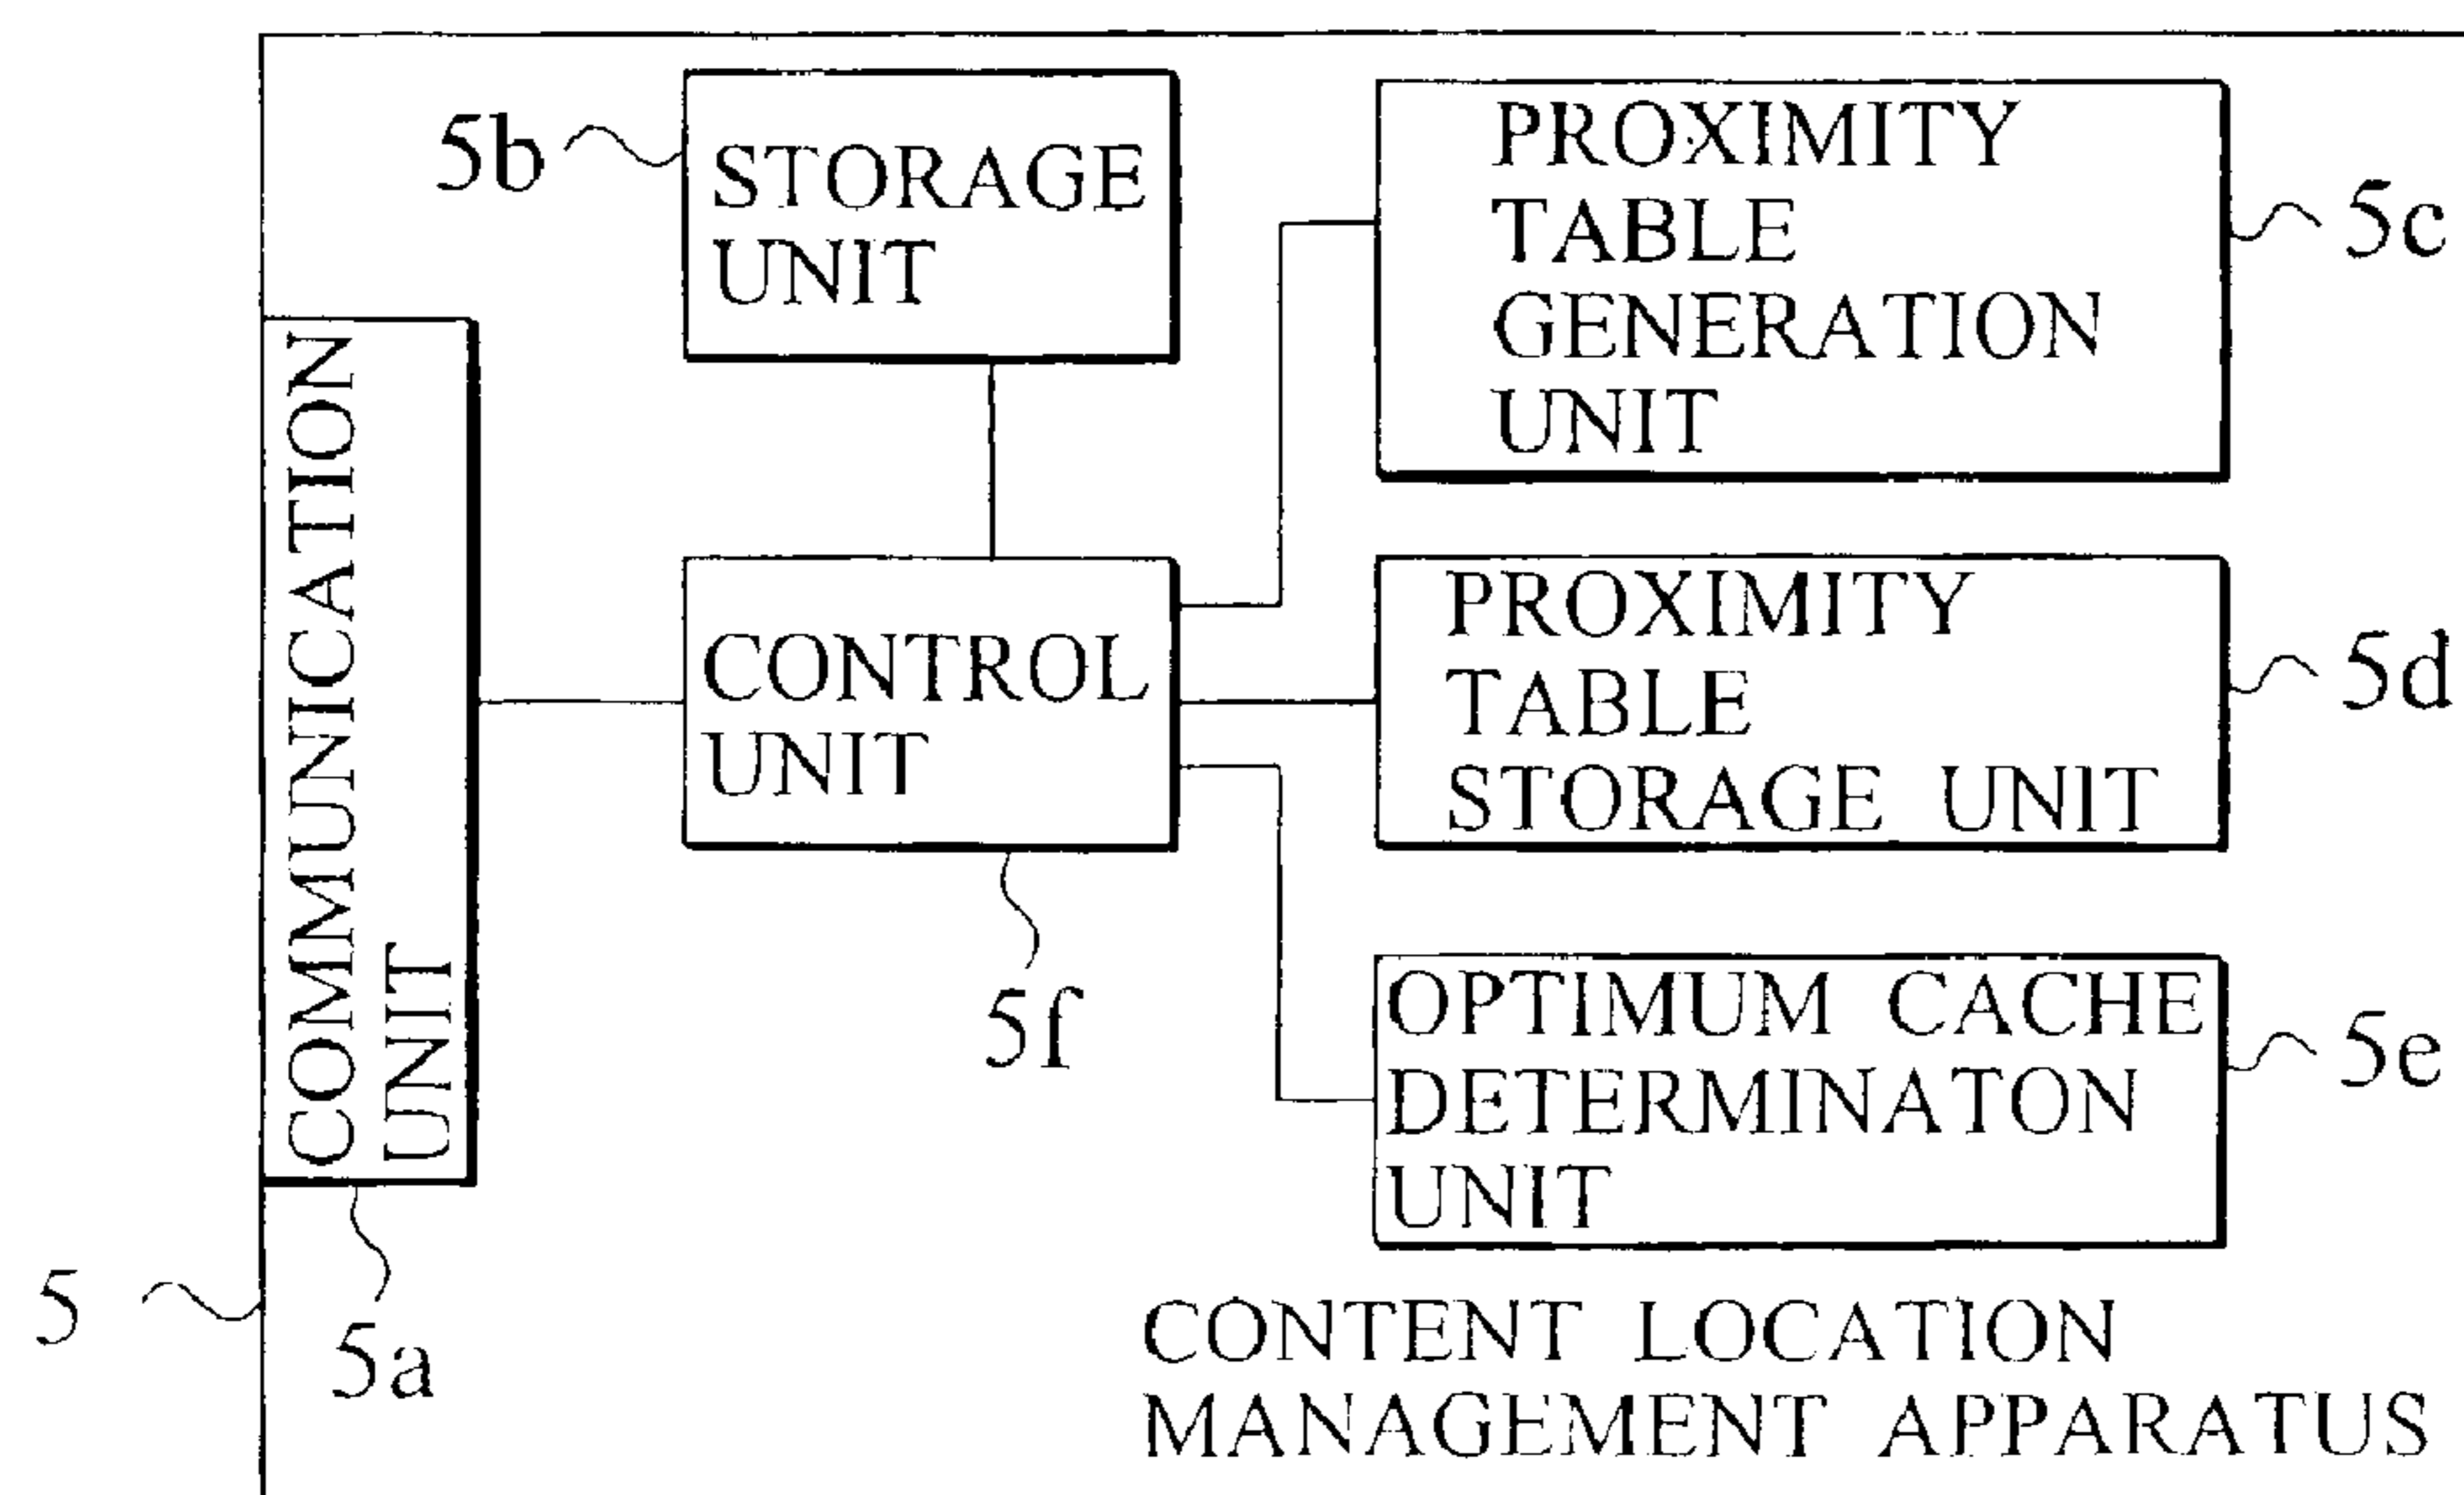 5b
STORAGE
UNIT
PROXIMITY
TABLE
GENERATION
UNIT
5c
COMMUNICATION
UNIT
CONTROL
UNIT
PROXIMITY
TABLE
STORAGE UNIT
5d
5f
OPTIMUM CACHE
DETERMINATON
UNIT
5e
5
5a
CONTENT LOCATION
MANAGEMENT APPARATUS